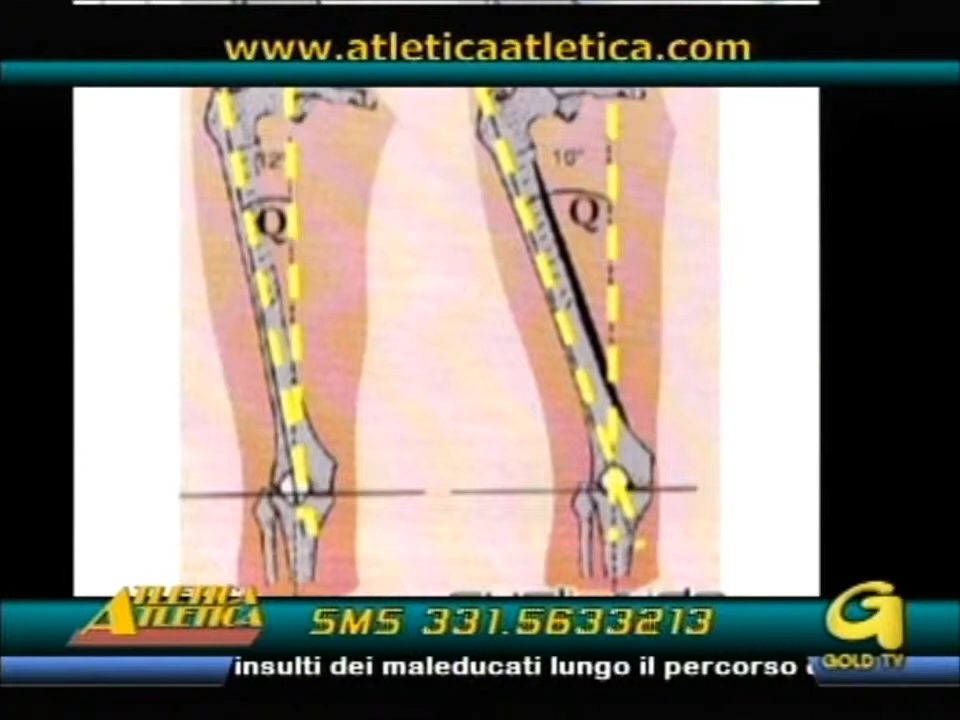 www.atleticaatletica.com
12° 10°
Q Q
ATLETICA
ATLETICA
SMS 331.5633213
GOLD TV
insulti dei maleducati lungo il percorso